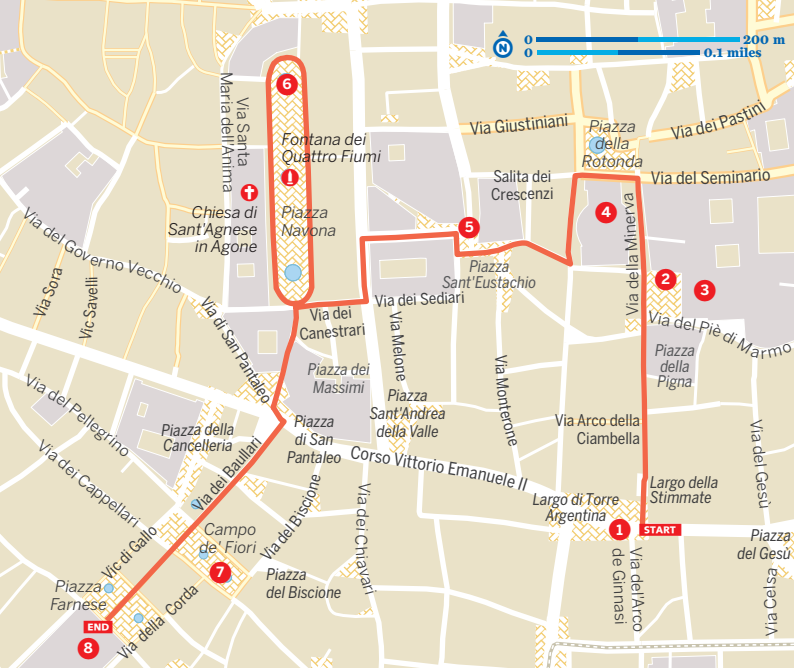 0
200 m
N
0
0.1 miles
6
Via Santa
Maria dell'Anima
Fontana dei
Quattro Fiumi
Via Giustiniani
Piazza
della
Rotonda
Via dei Pastini
Salita dei
Crescenzi
Via del Seminario
Chiesa di
Sant'Agnese
in Agone
Piazza
Navona
5
4
Via della Minerva
Via del Governo Vecchio
Piazza
Sant'Eustachio
2
3
Via Sora
Vic Savelli
Via di San Pantaleo
Via dei
Canestrari
Via dei Sediari
Via Melone
Via del Piè di Marmo
Piazza dei
Massimi
Piazza
della
Pigna
Via Monterone
Via del Pellegrino
Piazza della
Cancelleria
Piazza
di San
Pantaleo
Piazza
Sant'Andrea
della Valle
Via Arco della
Ciambella
Via del Gesù
Via dei Cappellari
Via dei Baullari
Corso Vittorio Emanuele II
Largo della
Stimmate
Largo di Torre
Argentina
1
START
Via del Biscione
Via dei Chiavari
Campo
de' Fiori
Vic di Gallo
7
Piazza
del Biscione
Piazza
del Gesù
Piazza
Farnese
Via della Corda
Via dell'Arco
de Ginnasi
Via Celsa
END
8